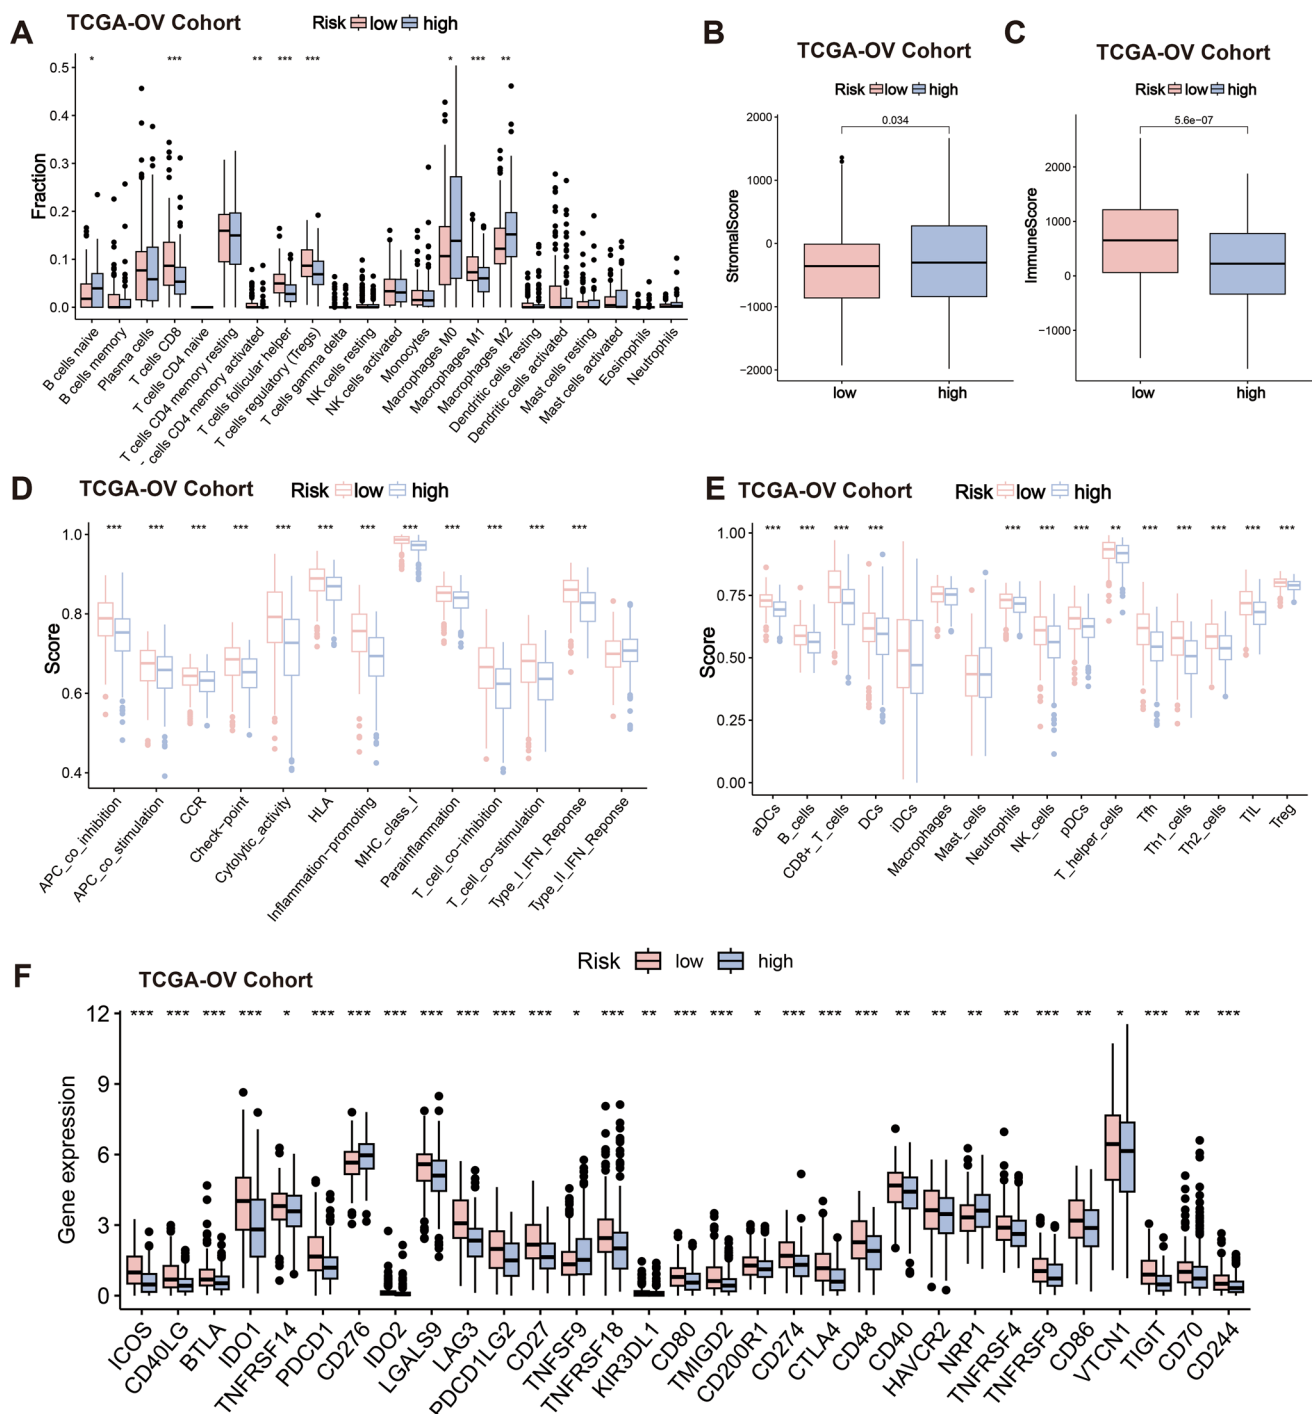 A
TCGA-OV Cohort
Risk low high
Fraction
0.5
0.4
0.3
0.2
0.1
0.0
* *** ** *** *** * *** **
B cells naive
B cells memory
Plasma cells
T cells CD8
T cells CD4 naive
T cells CD4 memory resting
cells CD4 memory activated
T cells follicular helper
T cells regulatory (Tregs)
T cells gamma delta
NK cells resting
NK cells activated
Monocytes
Macrophages M0
Macrophages M1
Macrophages M2
Dendritic cells resting
Dendritic cells activated
Mast cells resting
Mast cells activated
Eosinophils
Neutrophils
B
TCGA-OV Cohort
Risk low high
0.034
StromalScore
2000
1000
0
−1000
−2000
low high
C
TCGA-OV Cohort
Risk low high
5.6e-07
ImmuneScore
2000
1000
0
−1000
low high
D
TCGA-OV Cohort
Risk low high
Score
1.0
0.8
0.6
0.4
*** *** *** *** *** *** *** *** *** *** *** ***
APC_co_inhibition
APC_co_stimulation
CCR
Check−point
Cytolytic_activity
HLA
Inflammation−promoting
MHC_class_I
Parainflammation
T_cell_co−inhibition
T_cell_co−stimulation
Type_I_IFN_Reponse
Type_II_IFN_Reponse
E
TCGA-OV Cohort
Risk low high
Score
1.00
0.75
0.50
0.25
0.00
*** *** *** *** *** *** *** ** *** *** *** *** ***
aDCs
B_cells
CD8+_T_cells
DCs
iDCs
Macrophages
Mast_cells
Neutrophils
NK_cells
pDCs
T_helper_cells
Tfh
Th1_cells
Th2_cells
TIL
Treg
F
TCGA-OV Cohort
Risk low high
Gene expression
12
9
6
3
0
*** *** *** *** * *** *** *** *** *** *** *** * *** ** *** *** * *** *** *** ** ** ** ** *** ** * *** ** ***
ICOS
CD40LG
BTLA
IDO1
TNFRSF14
PDCD1
CD276
IDO2
LGALS9
LAG3
PDCD1LG2
CD27
TNFSF9
TNFRSF18
KIR3DL1
CD80
TMIGD2
CD200R1
CD274
CTLA4
CD48
CD40
HAVCR2
NRP1
TNFRSF4
TNFRSF9
CD86
VTCN1
TIGIT
CD70
CD244